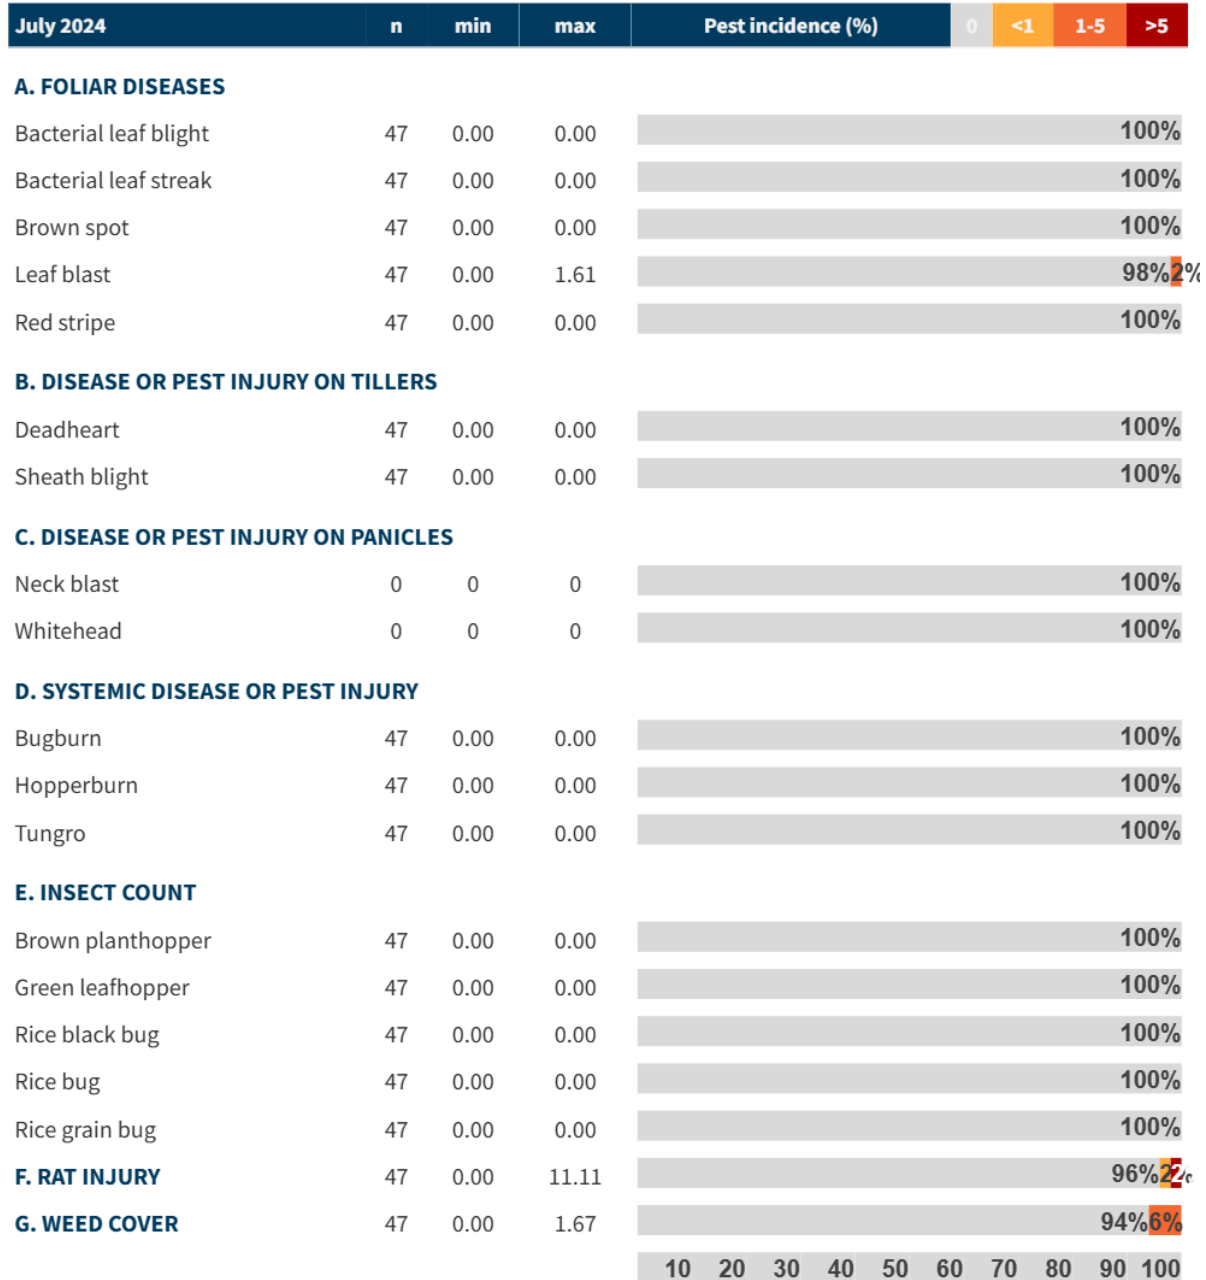 July 2024 n min max Pest incidence (%) 0 <1 1-5 >5
A. FOLIAR DISEASES
Bacterial leaf blight 47 0.00 0.00 100%
Bacterial leaf streak 47 0.00 0.00 100%
Brown spot 47 0.00 0.00 100%
Leaf blast 47 0.00 1.61 98% 2%
Red stripe 47 0.00 0.00 100%
B. DISEASE OR PEST INJURY ON TILLERS
Deadheart 47 0.00 0.00 100%
Sheath blight 47 0.00 0.00 100%
C. DISEASE OR PEST INJURY ON PANICLES
Neck blast 0 0 0 100%
Whitehead 0 0 0 100%
D. SYSTEMIC DISEASE OR PEST INJURY
Bugburn 47 0.00 0.00 100%
Hopperburn 47 0.00 0.00 100%
Tungro 47 0.00 0.00 100%
E. INSECT COUNT
Brown planthopper 47 0.00 0.00 100%
Green leafhopper 47 0.00 0.00 100%
Rice black bug 47 0.00 0.00 100%
Rice bug 47 0.00 0.00 100%
Rice grain bug 47 0.00 0.00 100%
F. RAT INJURY 47 0.00 11.11 96% 2 2%
G. WEED COVER 47 0.00 1.67 94% 6%
10 20 30 40 50 60 70 80 90 100